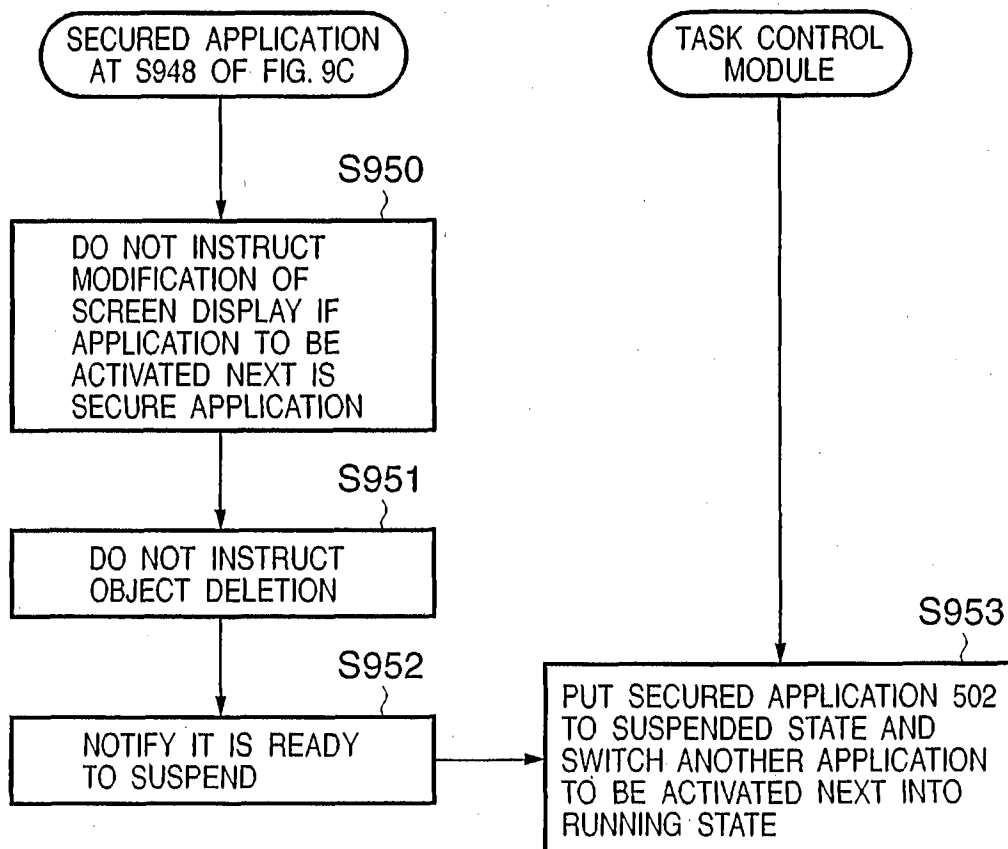 SECURED APPLICATION
AT S948 OF FIG. 9C
TASK CONTROL
MODULE
S950
DO NOT INSTRUCT
MODIFICATION OF
SCREEN DISPLAY IF
APPLICATION TO BE
ACTIVATED NEXT IS
SECURE APPLICATION
S951
DO NOT INSTRUCT
OBJECT DELETION
S952
NOTIFY IT IS READY
TO SUSPEND
S953
PUT SECURED APPLICATION 502
TO SUSPENDED STATE AND
SWITCH ANOTHER APPLICATION
TO BE ACTIVATED NEXT INTO
RUNNING STATE